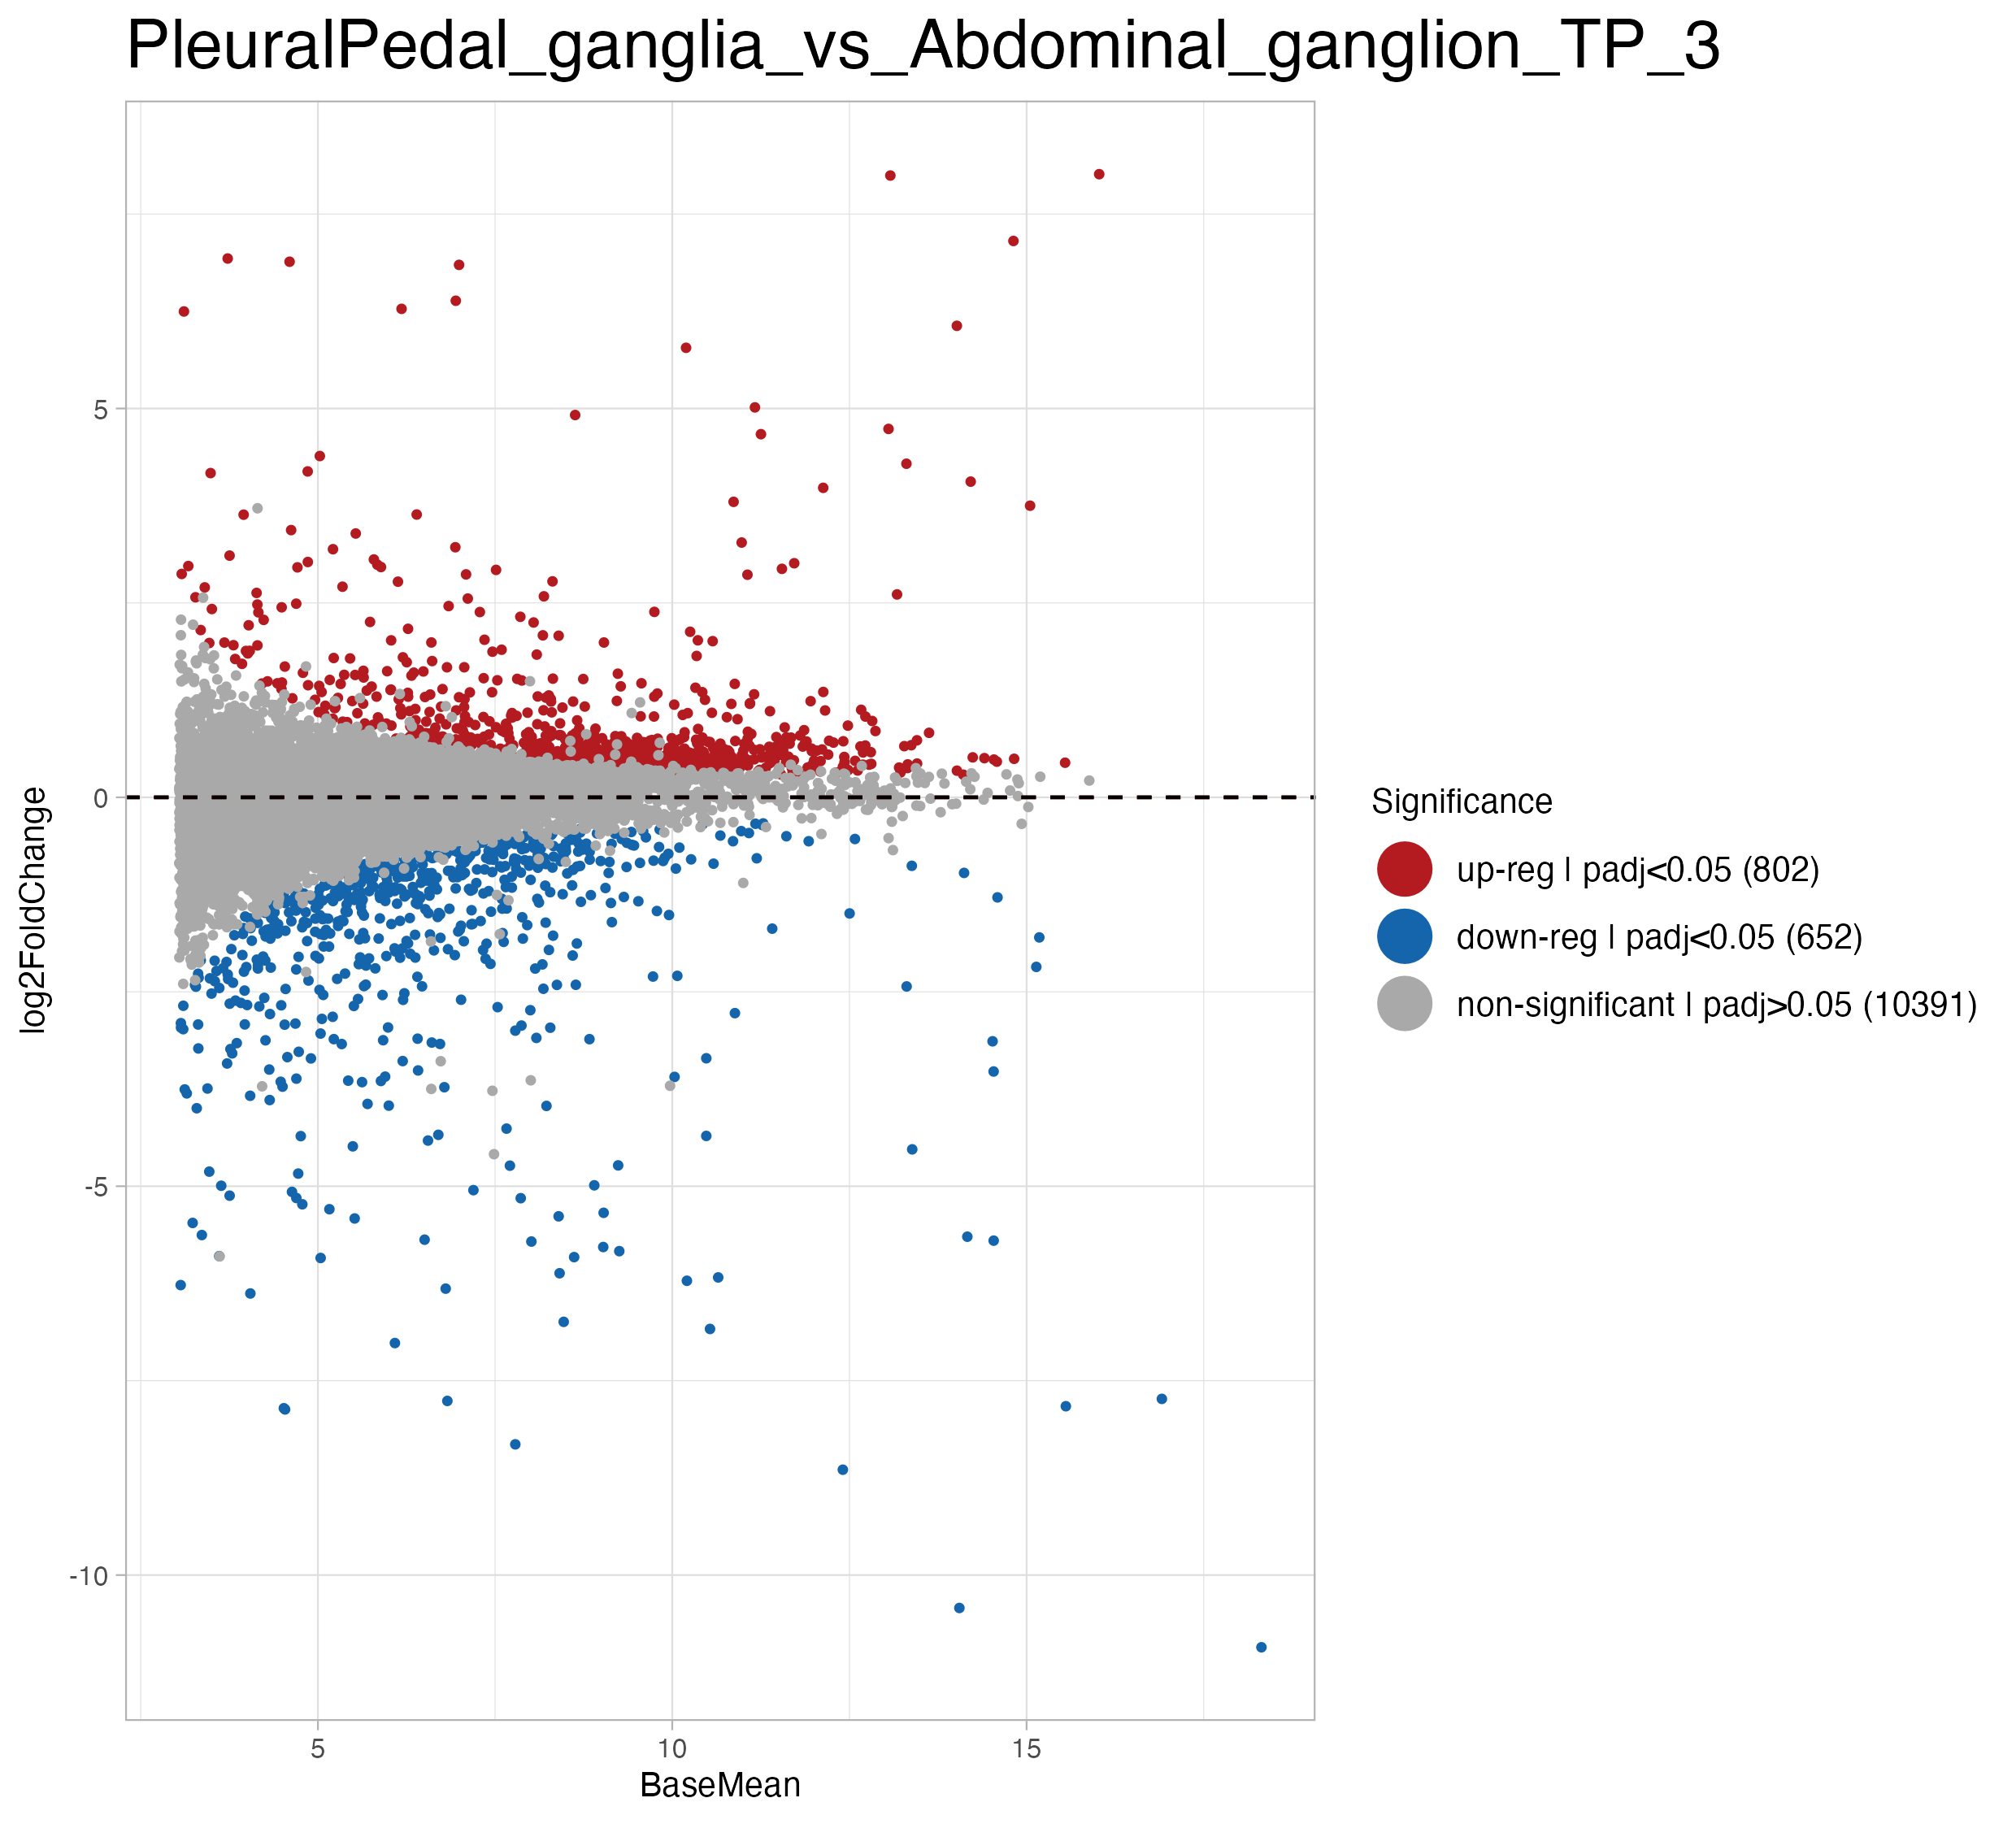 PleuralPedal_ganglia_vs_Abdominal_ganglion_TP_3
log2FoldChange
5
0
-5
-10
5 10 15
BaseMean
Significance
up-reg | padj<0.05 (802)
down-reg | padj<0.05 (652)
non-significant | padj>0.05 (10391)